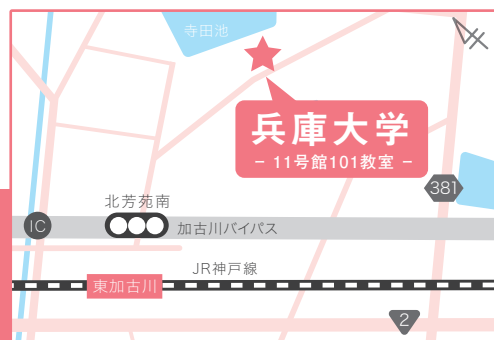 寺田池
兵庫大学
− 11号館101教室 −
381
北芳苑南
IC
加古川バイパス
JR神戸線
東加古川
2